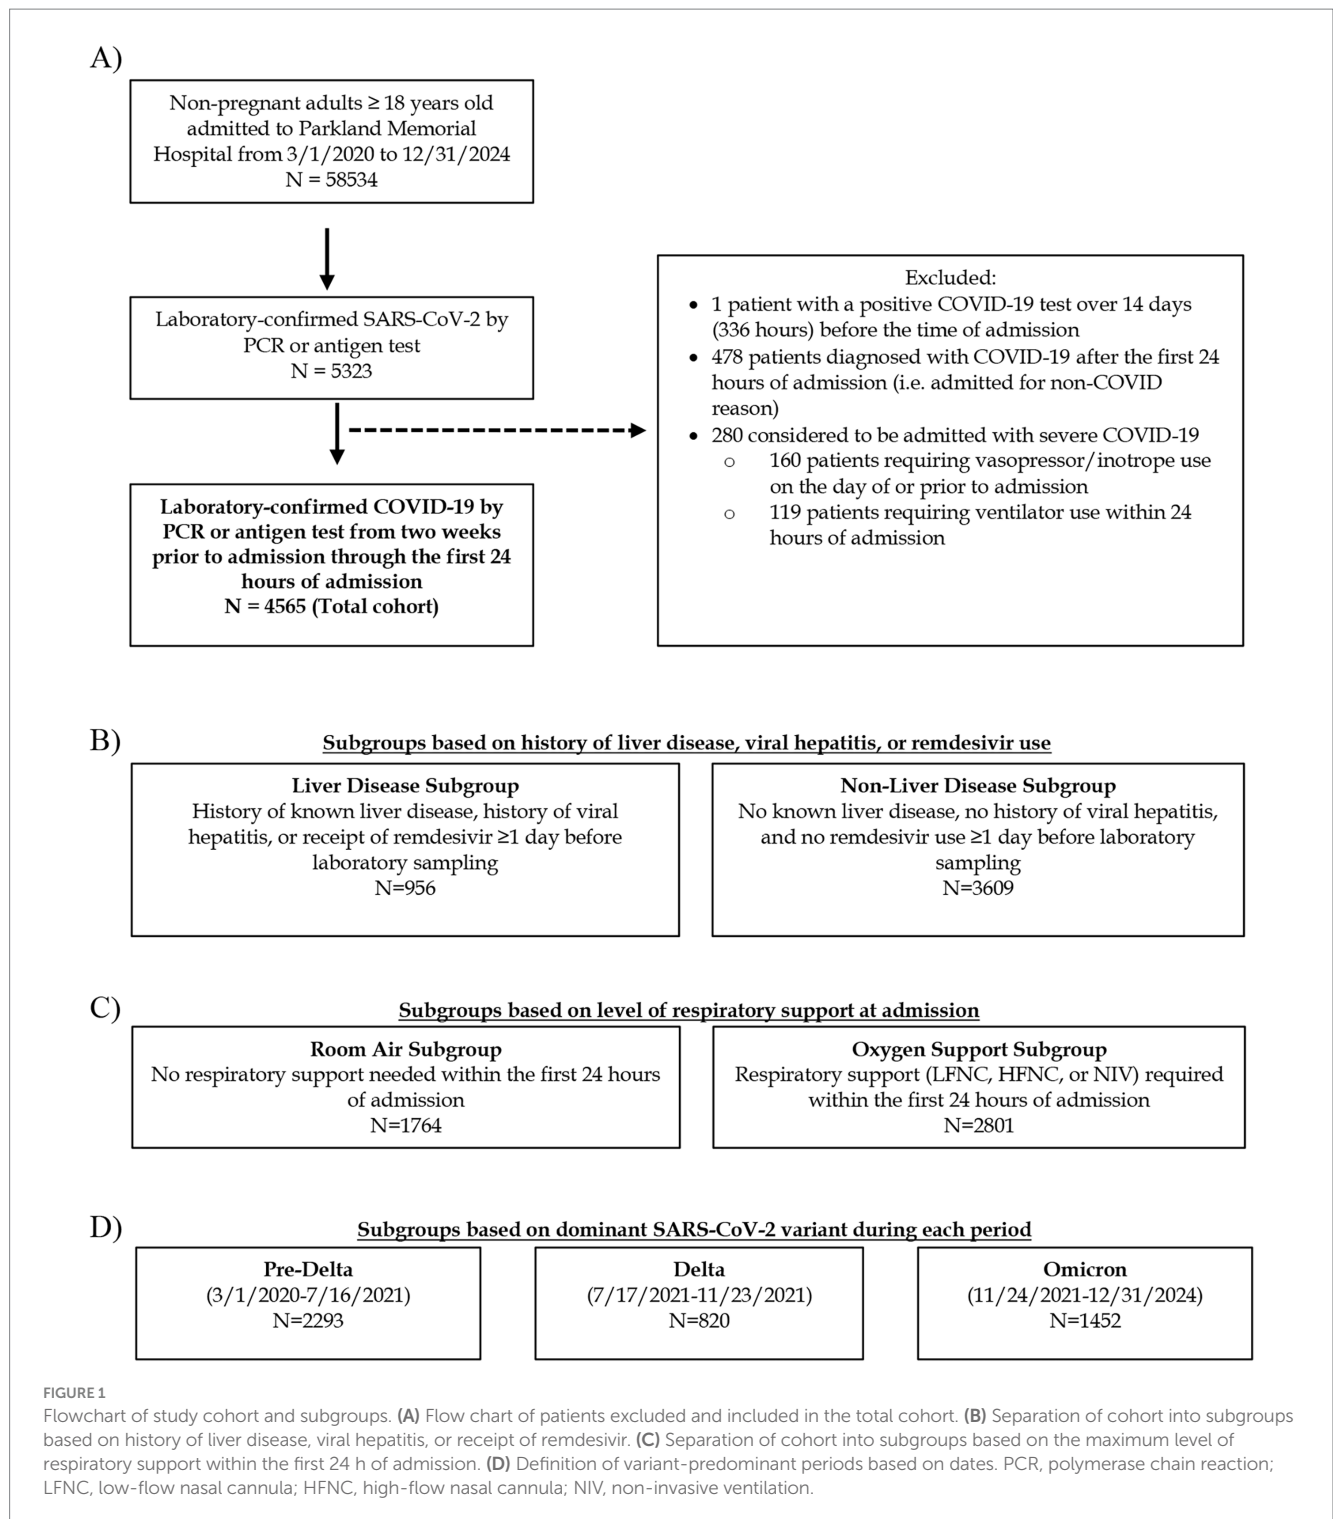 A)
Non-pregnant adults ≥ 18 years old
admitted to Parkland Memorial
Hospital from 3/1/2020 to 12/31/2024
N = 58534
Laboratory-confirmed SARS-CoV-2 by
PCR or antigen test
N = 5323
Excluded:
• 1 patient with a positive COVID-19 test over 14 days
(336 hours) before the time of admission
• 478 patients diagnosed with COVID-19 after the first 24
hours of admission (i.e. admitted for non-COVID
reason)
• 280 considered to be admitted with severe COVID-19
o 160 patients requiring vasopressor/inotrope use
on the day of or prior to admission
o 119 patients requiring ventilator use within 24
hours of admission
Laboratory-confirmed COVID-19 by
PCR or antigen test from two weeks
prior to admission through the first 24
hours of admission
N = 4565 (Total cohort)
B)
Subgroups based on history of liver disease, viral hepatitis, or remdesivir use
Liver Disease Subgroup
History of known liver disease, history of viral
hepatitis, or receipt of remdesivir ≥1 day before
laboratory sampling
N=956
Non-Liver Disease Subgroup
No known liver disease, no history of viral hepatitis,
and no remdesivir use ≥1 day before laboratory
sampling
N=3609
C)
Subgroups based on level of respiratory support at admission
Room Air Subgroup
No respiratory support needed within the first 24 hours
of admission
N=1764
Oxygen Support Subgroup
Respiratory support (LFNC, HFNC, or NIV) required
within the first 24 hours of admission
N=2801
D)
Subgroups based on dominant SARS-CoV-2 variant during each period
Pre-Delta
(3/1/2020-7/16/2021)
N=2293
Delta
(7/17/2021-11/23/2021)
N=820
Omicron
(11/24/2021-12/31/2024)
N=1452
FIGURE 1
Flowchart of study cohort and subgroups. (A) Flow chart of patients excluded and included in the total cohort. (B) Separation of cohort into subgroups
based on history of liver disease, viral hepatitis, or receipt of remdesivir. (C) Separation of cohort into subgroups based on the maximum level of
respiratory support within the first 24 h of admission. (D) Definition of variant-predominant periods based on dates. PCR, polymerase chain reaction;
LFNC, low-flow nasal cannula; HFNC, high-flow nasal cannula; NIV, non-invasive ventilation.